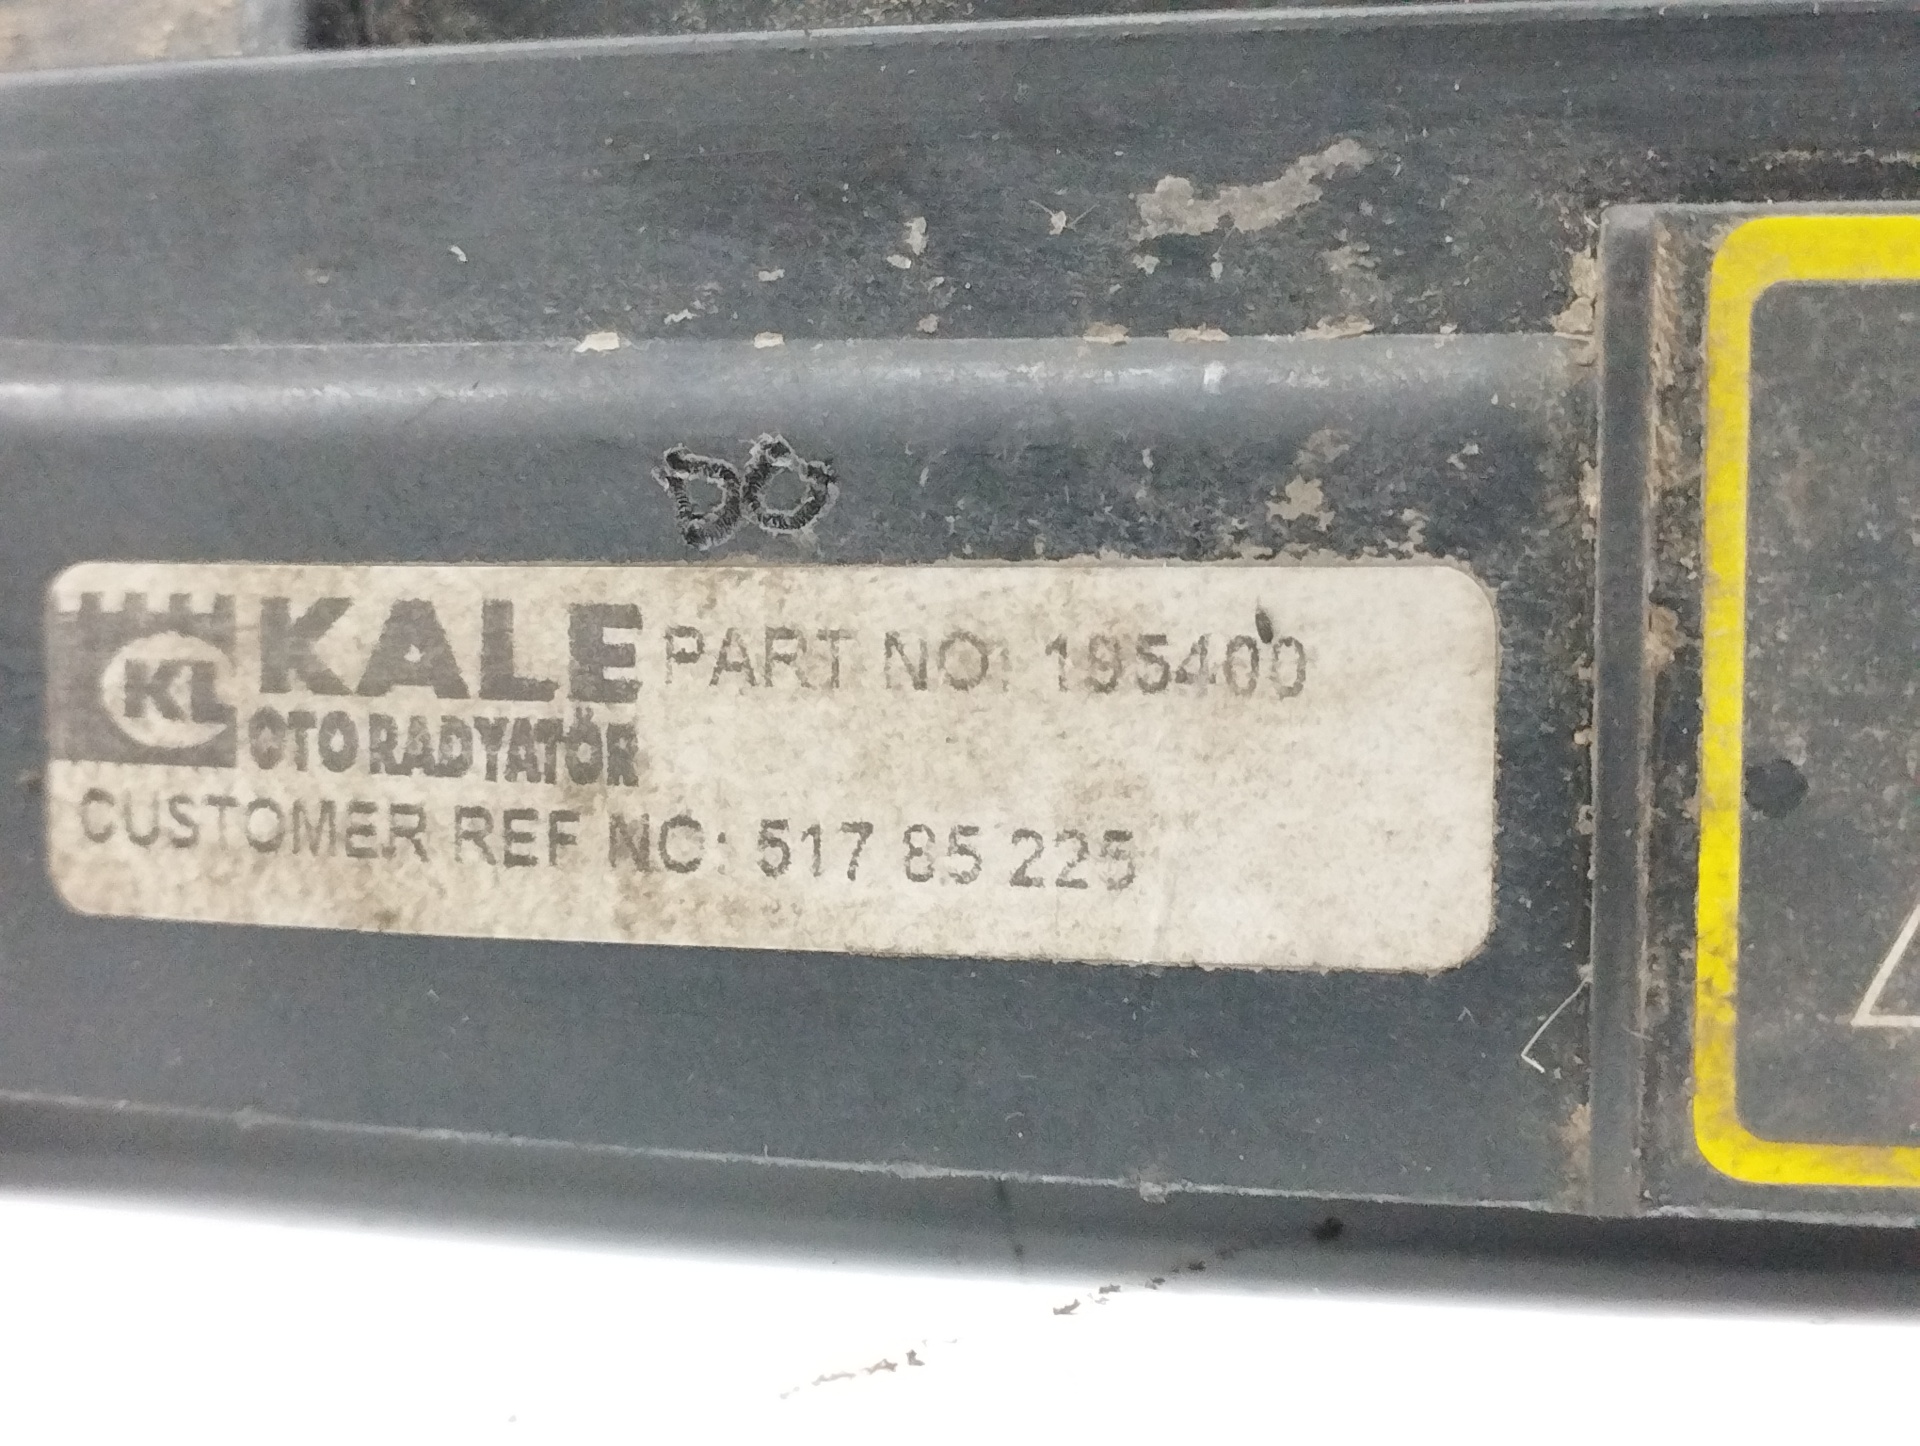 DO
KL KALE PART NO: 195400
OTO RADYATÖR
CUSTOMER REF NO: 517 85 225